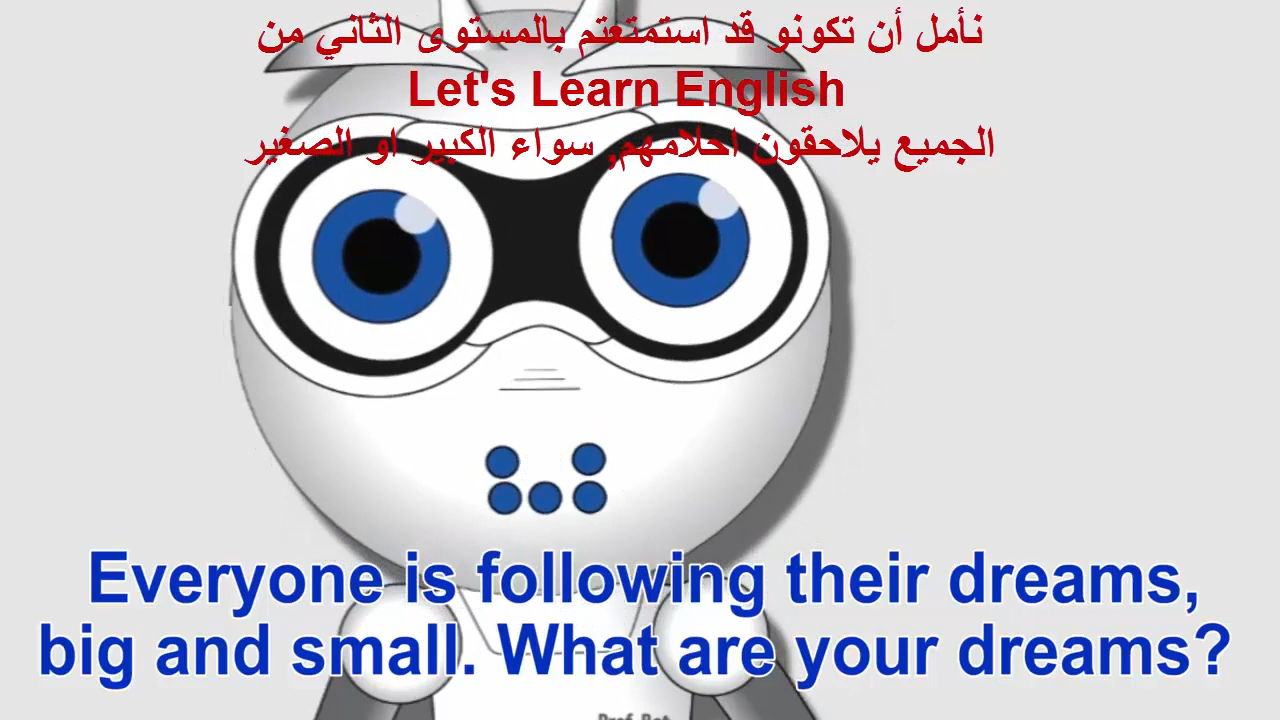 نأمل أن تكونو قد استمتعتم بالمستوى الثاني من
Let's Learn English
الجميع يلاحقون احلامهم, سواء الكبير او الصغير
Everyone is following their dreams,
big and small. What are your dreams?